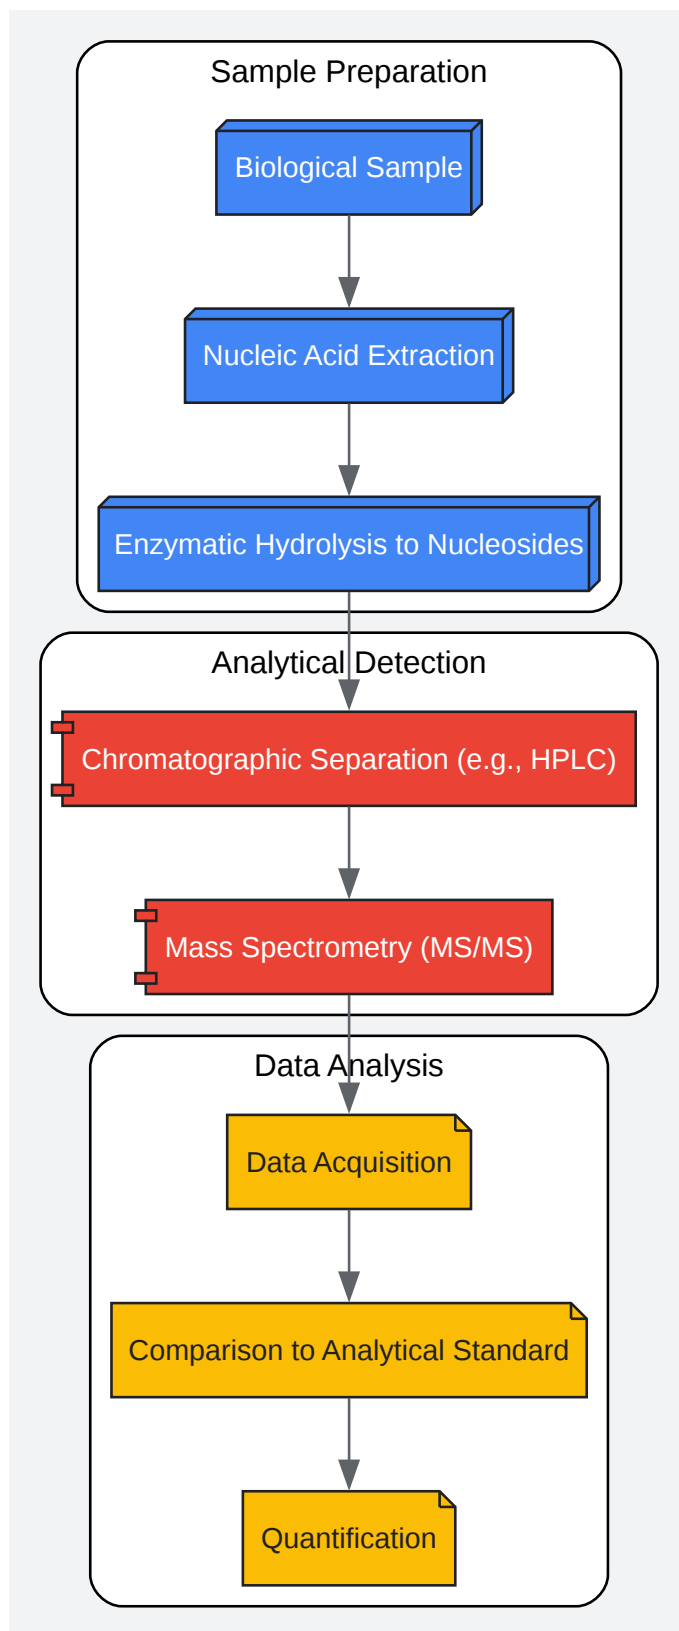 Sample Preparation
Biological Sample
Nucleic Acid Extraction
Enzymatic Hydrolysis to Nucleosides
Analytical Detection
Chromatographic Separation (e.g., HPLC)
Mass Spectrometry (MS/MS)
Data Analysis
Data Acquisition
Comparison to Analytical Standard
Quantification